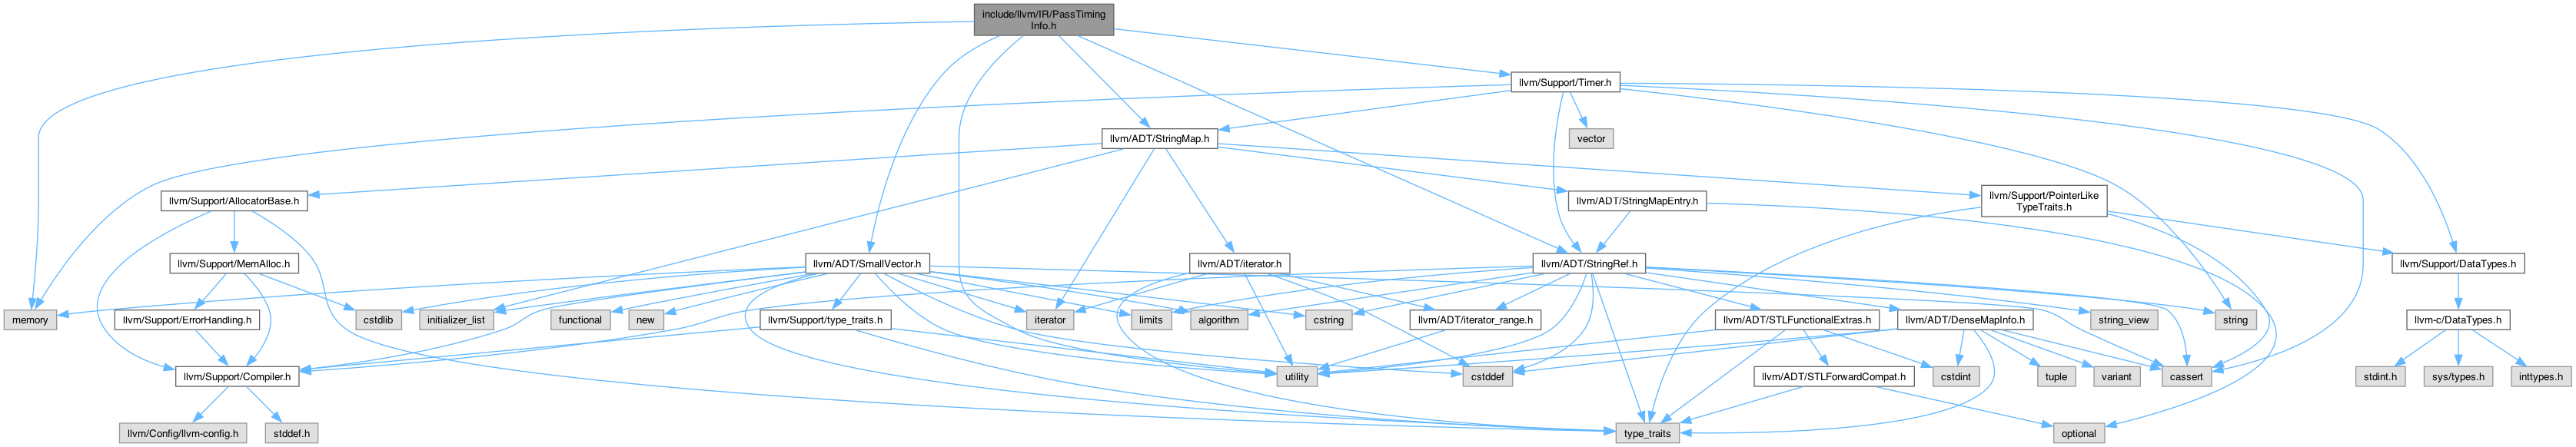 include/llvm/IR/PassTiming
Info.h
llvm/Support/Timer.h
llvm/ADT/StringMap.h
vector
llvm/Support/AllocatorBase.h
llvm/ADT/StringMapEntry.h
llvm/Support/PointerLike
TypeTraits.h
llvm/Support/MemAlloc.h
llvm/ADT/SmallVector.h
llvm/ADT/iterator.h
llvm/ADT/StringRef.h
llvm/Support/DataTypes.h
memory
llvm/Support/ErrorHandling.h
cstdlib
initializer_list
functional
new
llvm/Support/type_traits.h
iterator
limits
algorithm
cstring
llvm/ADT/iterator_range.h
llvm/ADT/STLFunctionalExtras.h
llvm/ADT/DenseMapInfo.h
string_view
string
llvm-c/DataTypes.h
llvm/Support/Compiler.h
utility
cstddef
llvm/ADT/STLForwardCompat.h
cstdint
tuple
variant
cassert
stdint.h
sys/types.h
inttypes.h
llvm/Config/llvm-config.h
stddef.h
type_traits
optional